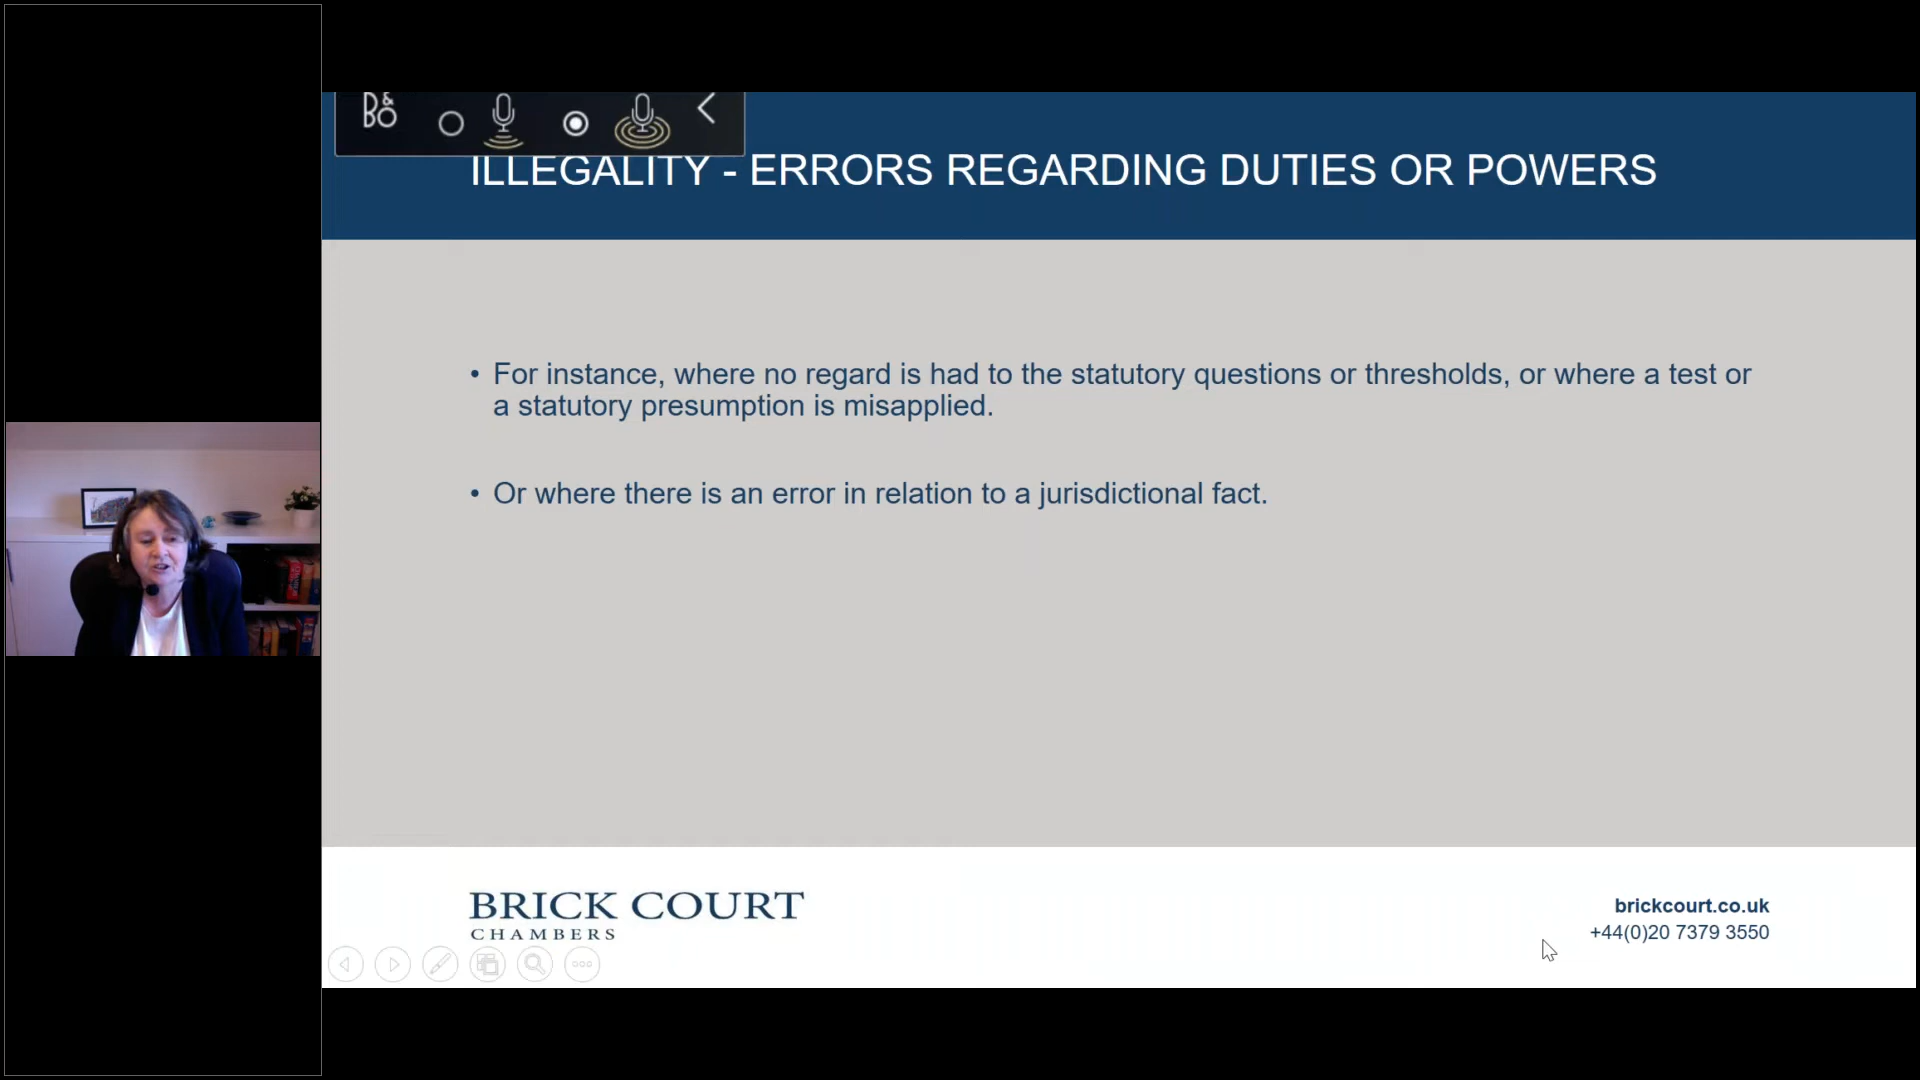 B&O
ILLEGALITY - ERRORS REGARDING DUTIES OR POWERS
• For instance, where no regard is had to the statutory questions or thresholds, or where a test or
a statutory presumption is misapplied.
• Or where there is an error in relation to a jurisdictional fact.
BRICK COURT
CHAMBERS
brickcourt.co.uk
+44(0)20 7379 3550